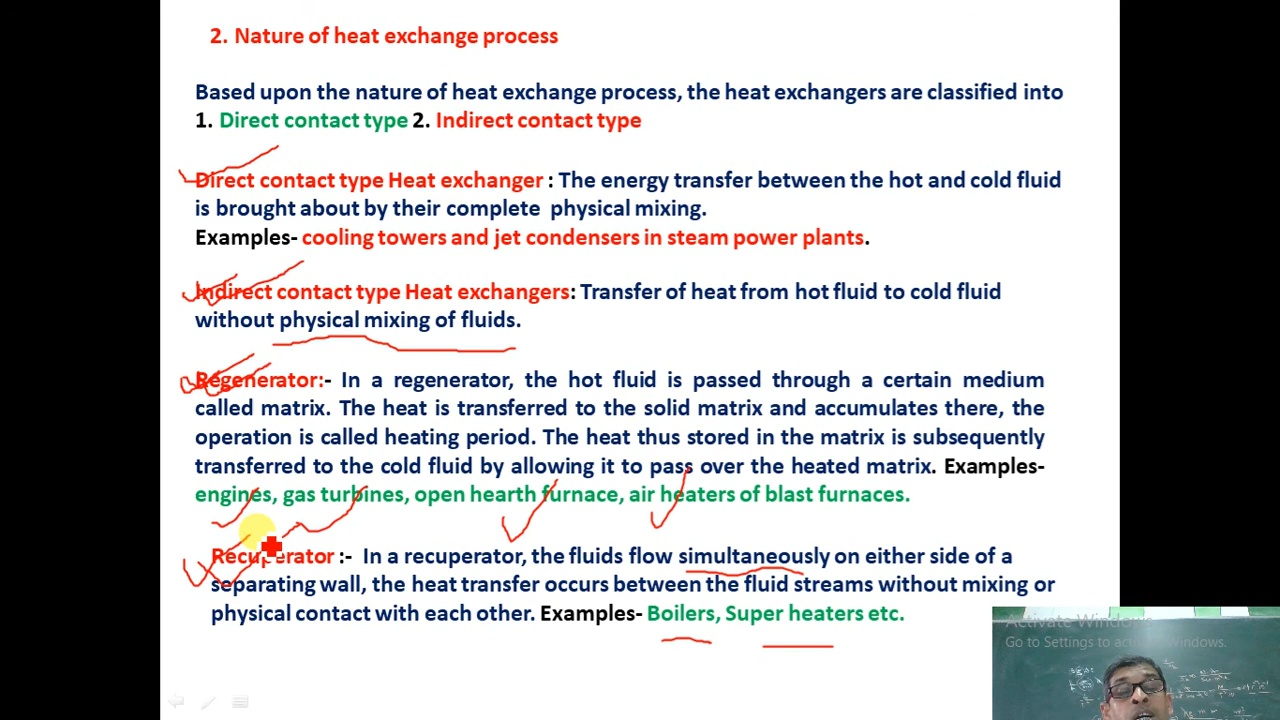 2. Nature of heat exchange process
Based upon the nature of heat exchange process, the heat exchangers are classified into
1. Direct contact type 2. Indirect contact type
Direct contact type Heat exchanger : The energy transfer between the hot and cold fluid
is brought about by their complete physical mixing.
Examples- cooling towers and jet condensers in steam power plants.
Indirect contact type Heat exchangers: Transfer of heat from hot fluid to cold fluid
without physical mixing of fluids.
Regenerator:- In a regenerator, the hot fluid is passed through a certain medium
called matrix. The heat is transferred to the solid matrix and accumulates there, the
operation is called heating period. The heat thus stored in the matrix is subsequently
transferred to the cold fluid by allowing it to pass over the heated matrix. Examples-
engines, gas turbines, open hearth furnace, air heaters of blast furnaces.
Recuperator :- In a recuperator, the fluids flow simultaneously on either side of a
separating wall, the heat transfer occurs between the fluid streams without mixing or
physical contact with each other. Examples- Boilers, Super heaters etc.
Activate Windows
Go to Settings to activate Windows.